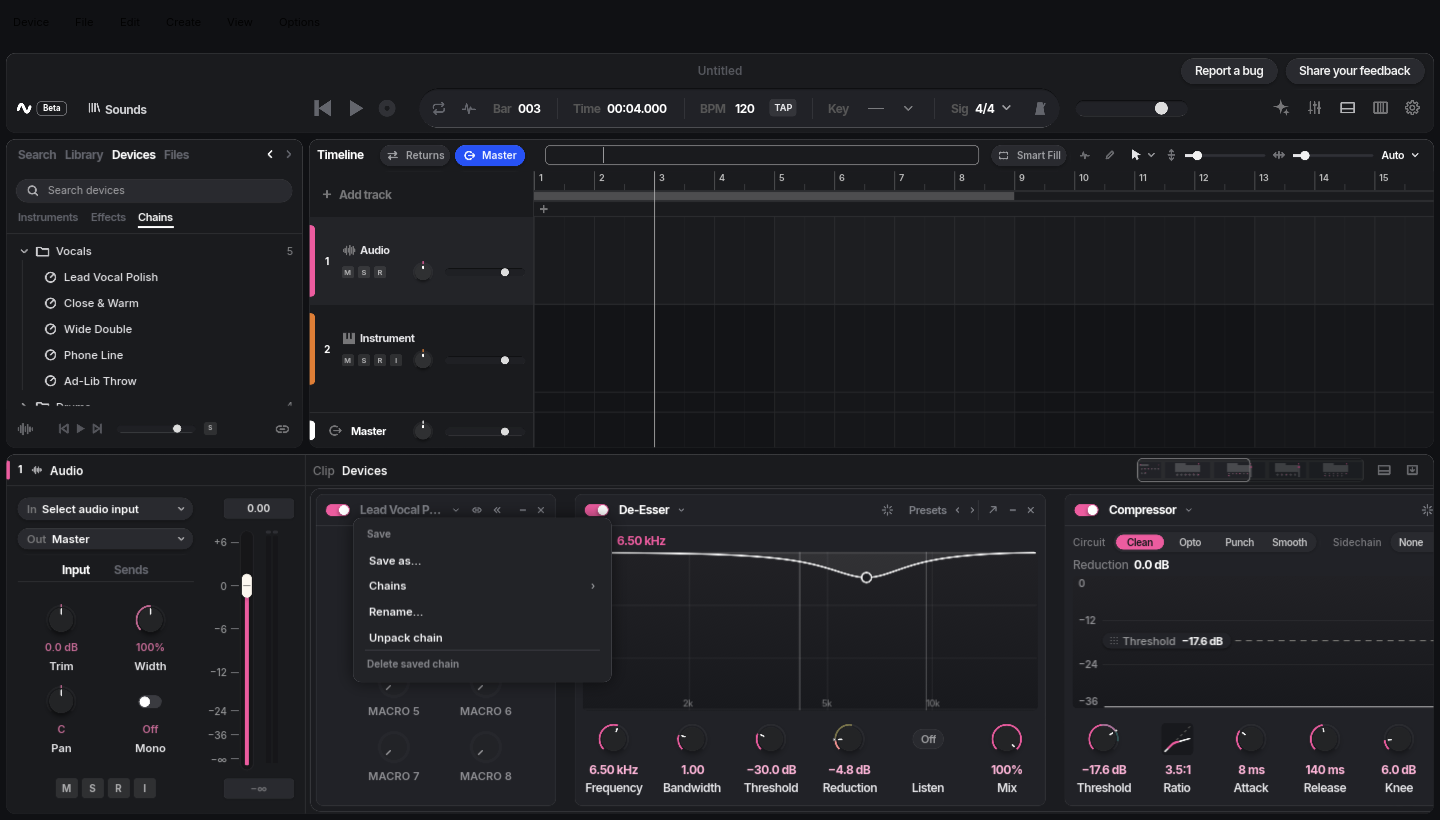 Device File Edit Create View Options
Untitled
Report a bug Share your feedback
Beta Sounds
Bar 003 Time 00:04.000 BPM 120 TAP Key — Sig 4/4
Search Library Devices Files
Timeline Returns Master Smart Fill Auto
Search devices
1 2 3 4 5 6 7 8 9 10 11 12 13 14 15
+ Add track
+
Instruments Effects Chains
Vocals 5
Lead Vocal Polish
Close & Warm
Wide Double
Phone Line
Ad-Lib Throw
S
1 Audio
M S R
2 Instrument
M S R I
Master
1 Audio
Clip Devices
In Select audio input 0.00
Out Master
Input Sends
+6
0
−6
−12
−24
−36
−∞
0.0 dB 100%
Trim Width
C Off
Pan Mono
M S R I −∞
Lead Vocal P...
Save
Save as...
Chains ›
Rename...
Unpack chain
Delete saved chain
MACRO 5 MACRO 6
MACRO 7 MACRO 8
De-Esser Presets
6.50 kHz
2k 5k 10k
Off
6.50 kHz 1.00 −30.0 dB −4.8 dB 100%
Frequency Bandwidth Threshold Reduction Listen Mix
Compressor
Circuit Clean Opto Punch Smooth Sidechain None
Reduction 0.0 dB
0
−12
Threshold −17.6 dB
−24
−36
−17.6 dB 3.5:1 8 ms 140 ms 6.0 dB
Threshold Ratio Attack Release Knee